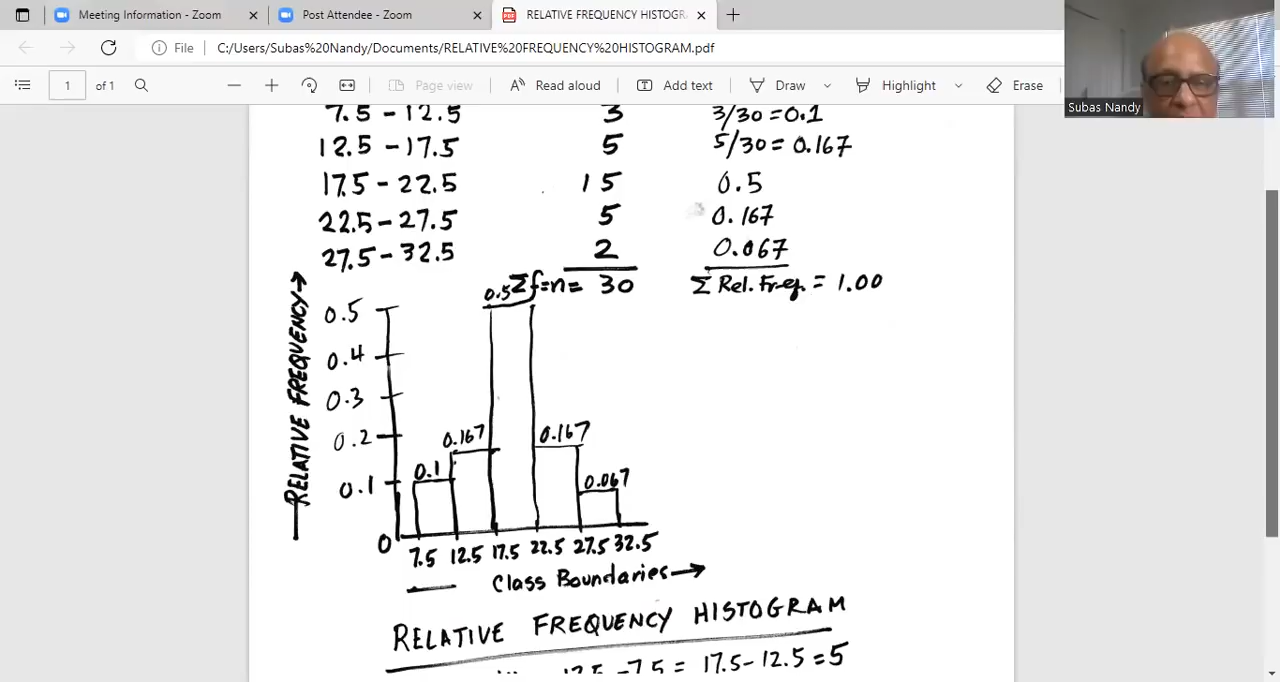 Meeting Information - Zoom
Post Attendee - Zoom
RELATIVE FREQUENCY HISTOGR
File C:/Users/Subas%20Nandy/Documents/RELATIVE%20FREQUENCY%20HISTOGRAM.pdf
1 of 1 Page view Read aloud Add text Draw Highlight Erase
Subas Nandy
7.5 - 12.5 3 3/30 = 0.1
12.5 - 17.5 5 5/30 = 0.167
17.5 - 22.5 15 0.5
22.5 - 27.5 5 0.167
27.5 - 32.5 2 0.067
Σf=n= 30 Σ Rel. Freq. = 1.00
RELATIVE FREQUENCY
0.5 0.5
0.4
0.3
0.2 0.167 0.167
0.1 0.1 0.067
0
7.5 12.5 17.5 22.5 27.5 32.5
Class Boundaries
RELATIVE FREQUENCY HISTOGRAM
12.5 - 7.5 = 17.5 - 12.5 = 5